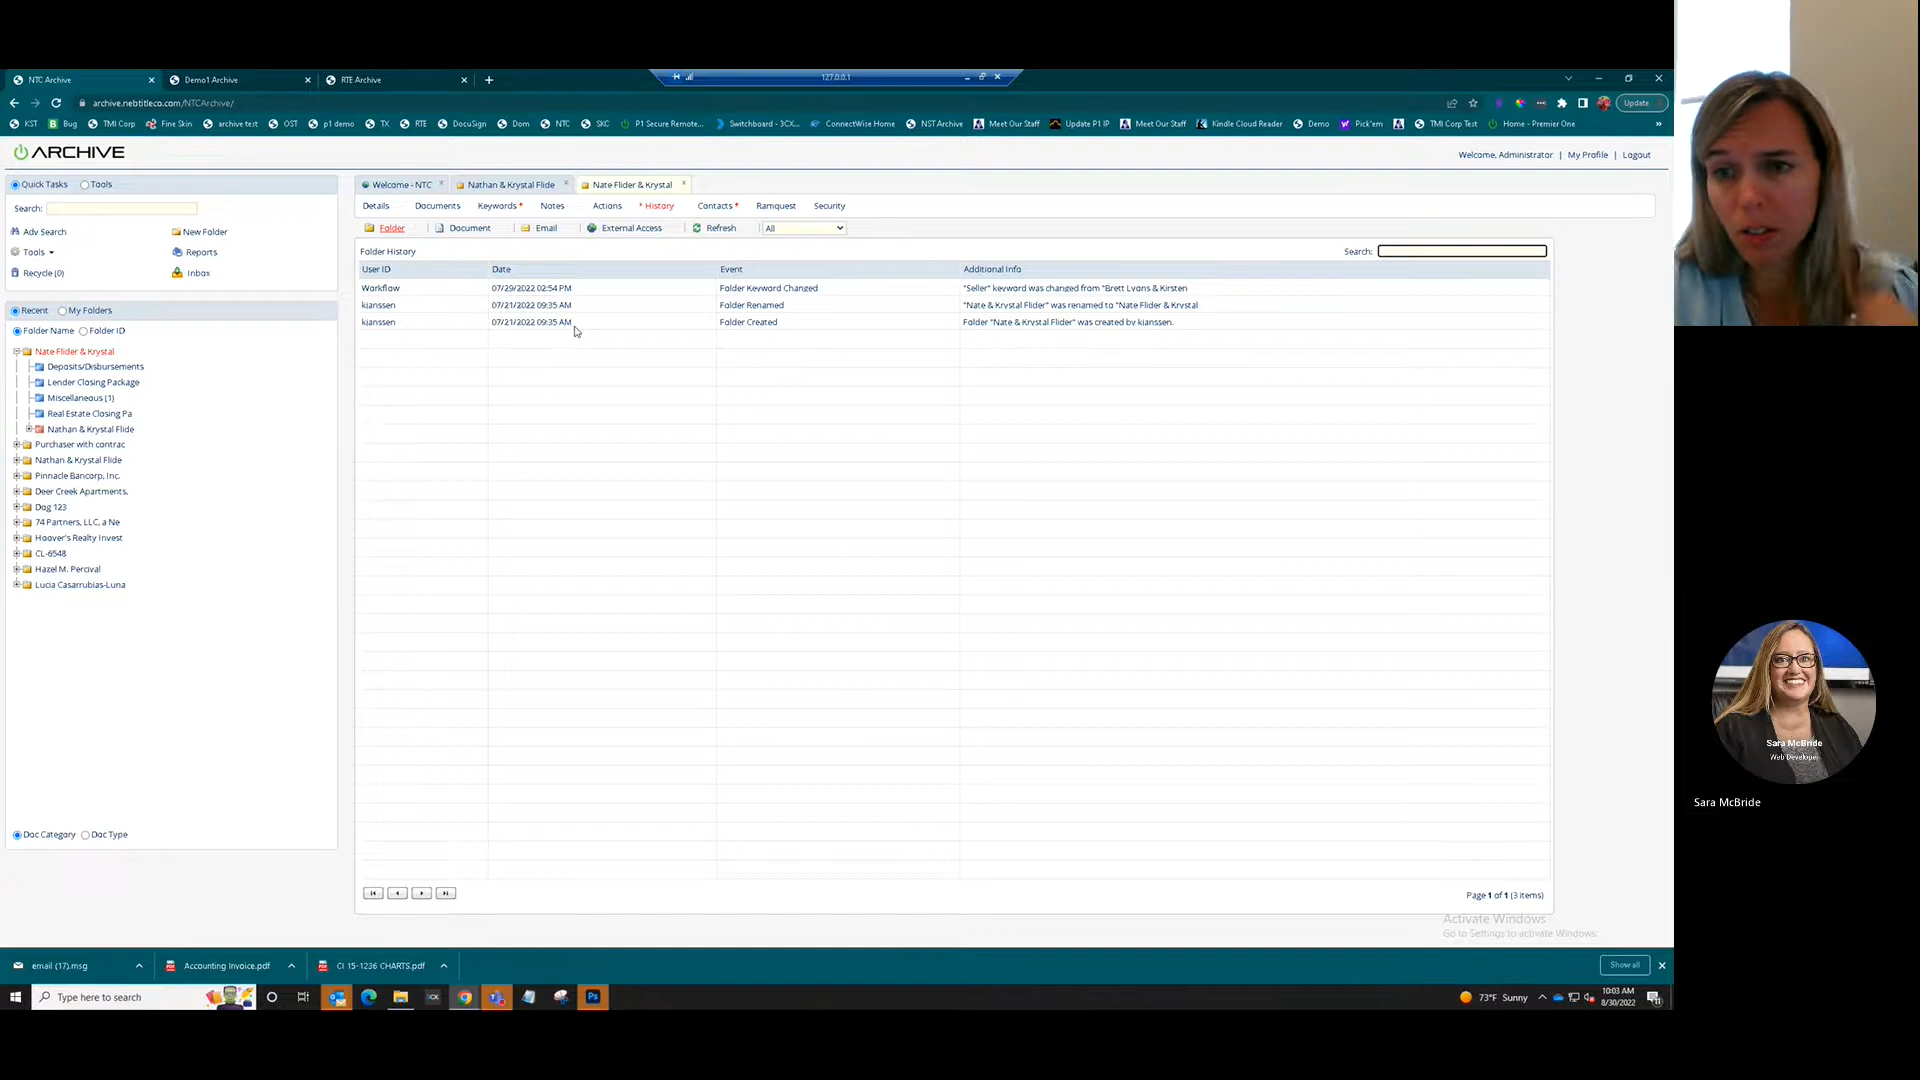 NTC Archive
Demo1 Archive
RTE Archive
127.0.0.1
archive.nebtitleco.com/NTCArchive/
Update
KST Bug TMI Corp Fine Skin archive test OST p1 demo TX RTE DocuSign Dom NTC SKC P1 Secure Remote... Switchboard - 3CX... ConnectWise Home NST Archive Meet Our Staff Update P1 IP Meet Our Staff Kindle Cloud Reader Demo Pick'em TMI Corp Test Home - Premier One »
ARCHIVE
Welcome, Administrator | My Profile | Logout
Quick Tasks Tools
Search:
Adv Search New Folder
Tools Reports
Recycle (0) Inbox
Recent My Folders
Folder Name Folder ID
Nate Flider & Krystal
Deposits/Disbursements
Lender Closing Package
Miscellaneous (1)
Real Estate Closing Pa
Nathan & Krystal Flide
Purchaser with contrac
Nathan & Krystal Flide
Pinnacle Bancorp, Inc.
Deer Creek Apartments,
Dog 123
74 Partners, LLC, a Ne
Hoover's Realty Invest
CL-6548
Hazel M. Percival
Lucia Casarrubias-Luna
Doc Category Doc Type
Welcome - NTC Nathan & Krystal Flide Nate Flider & Krystal
Details Documents Keywords* Notes Actions * History Contacts* Ramquest Security
Folder Document Email External Access Refresh All
Folder History Search:
User ID Date Event Additional Info
Workflow 07/29/2022 02:54 PM Folder Keyword Changed "Seller" keyword was changed from "Brett Lyons & Kirsten
kjanssen 07/21/2022 09:35 AM Folder Renamed "Nate & Krystal Flider" was renamed to "Nate Flider & Krystal
kjanssen 07/21/2022 09:35 AM Folder Created Folder "Nate & Krystal Flider" was created by kjanssen.
Page 1 of 1 (3 items)
Activate Windows
Go to Settings to activate Windows.
email (17).msg Accounting Invoice.pdf CI 15-1236 CHARTS.pdf Show all
Type here to search
Ps
73°F Sunny
10:03 AM
8/30/2022
Sara McBride
Web Developer
Sara McBride